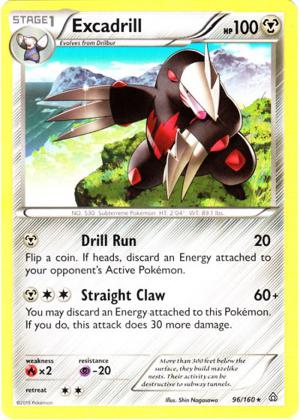 STAGE1
Excadrill
HP 100
Evolves from Drilbur
NO. 530 Subterrene Pokémon HT: 2'04" WT: 89.1 lbs.
Drill Run 20
Flip a coin. If heads, discard an Energy attached to
your opponent's Active Pokémon.
Straight Claw 60+
You may discard an Energy attached to this Pokémon.
If you do, this attack does 30 more damage.
weakness
×2
resistance
-20
retreat
More than 300 feet below the
surface, they build mazelike
nests. Their activity can be
destructive to subway tunnels.
©2015 Pokémon
Illus. Shin Nagasawa
96/160